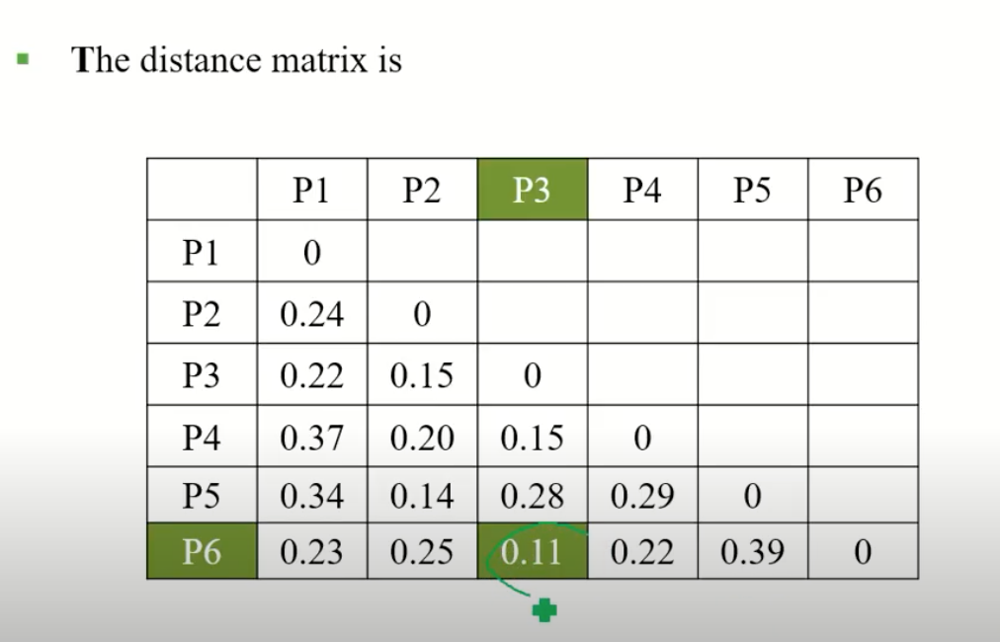 The distance matrix is
P1 P2 P3 P4 P5 P6
P1 0
P2 0.24 0
P3 0.22 0.15 0
P4 0.37 0.20 0.15 0
P5 0.34 0.14 0.28 0.29 0
P6 0.23 0.25 0.11 0.22 0.39 0